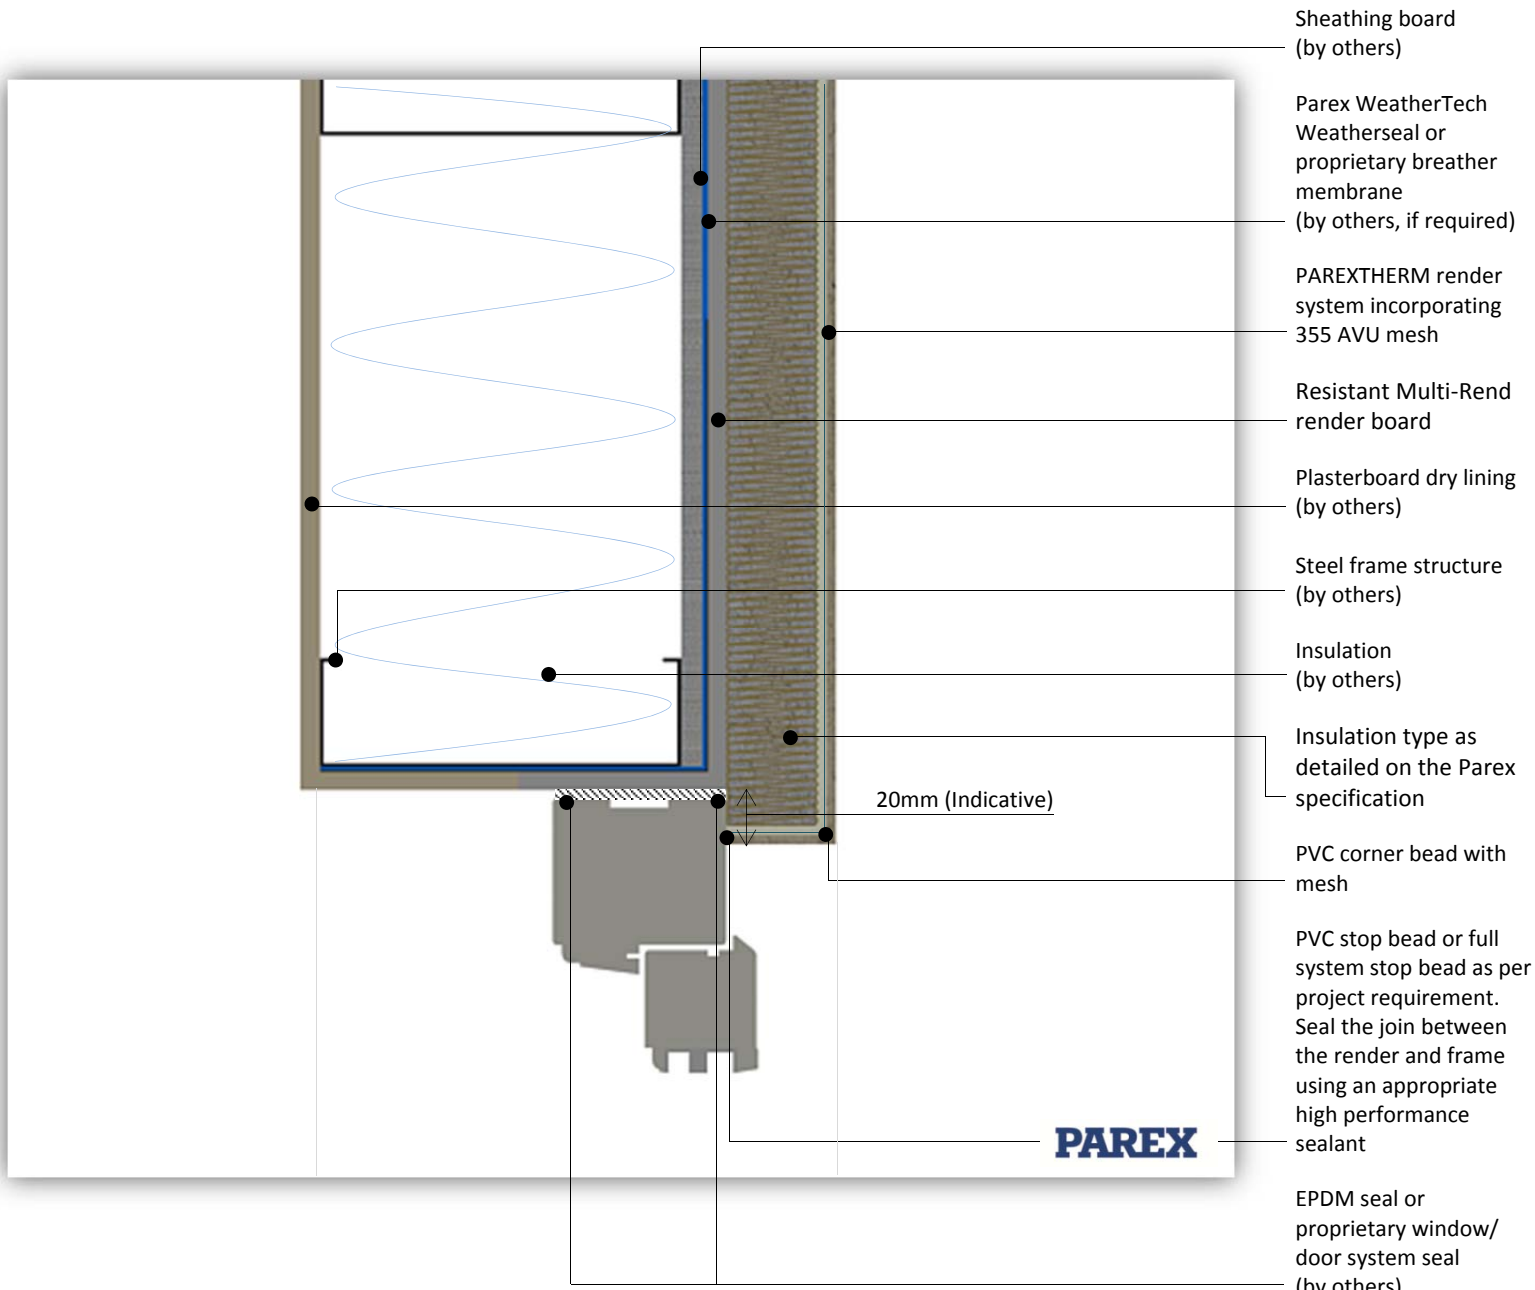 Sheathing board
(by others)
Parex WeatherTech
Weatherseal or
proprietary breather
membrane
(by others, if required)
PAREXTHERM render
system incorporating
355 AVU mesh
Resistant Multi-Rend
render board
Plasterboard dry lining
(by others)
Steel frame structure
(by others)
Insulation
(by others)
Insulation type as
detailed on the Parex
specification
20mm (Indicative)
PVC corner bead with
mesh
PVC stop bead or full
system stop bead as per
project requirement.
Seal the join between
the render and frame
using an appropriate
high performance
sealant
PAREX
EPDM seal or
proprietary window/
door system seal
(by others)